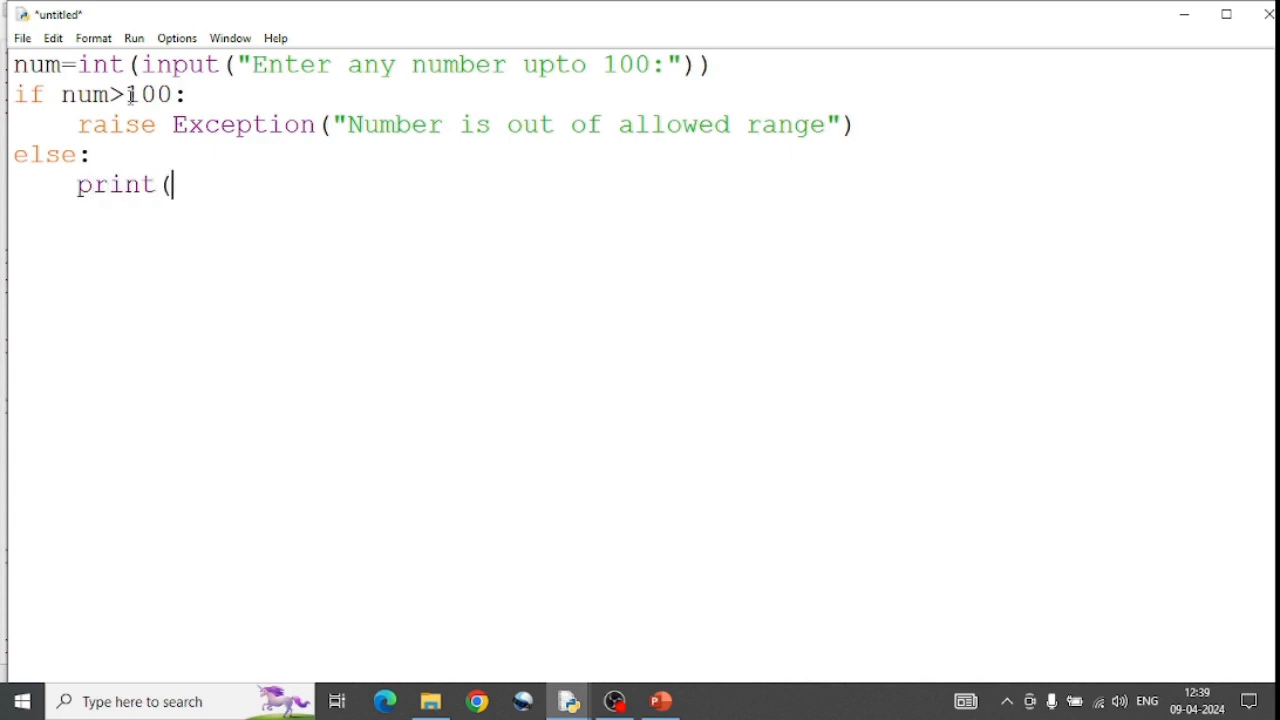 *untitled*
File Edit Format Run Options Window Help
num=int(input("Enter any number upto 100:"))
if num>100:
    raise Exception("Number is out of allowed range")
else:
    print(
Type here to search
ENG
12:39
09-04-2024